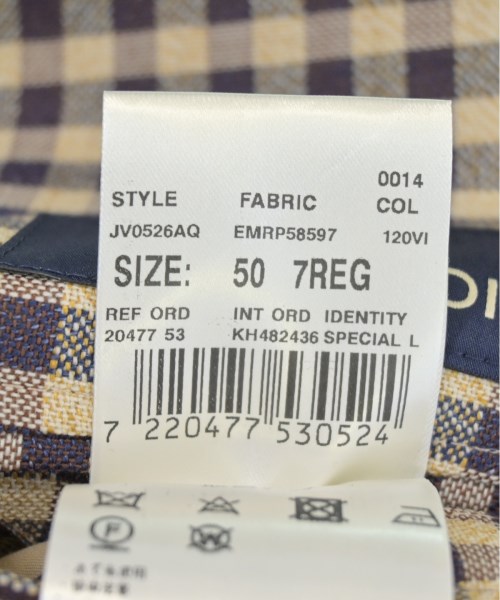 0014
STYLE FABRIC COL
JV0526AQ EMRP58597 120VI
SIZE: 50 7REG
REF ORD INT ORD IDENTITY
20477 53 KH482436 SPECIAL L
7 220477 530524
F
W